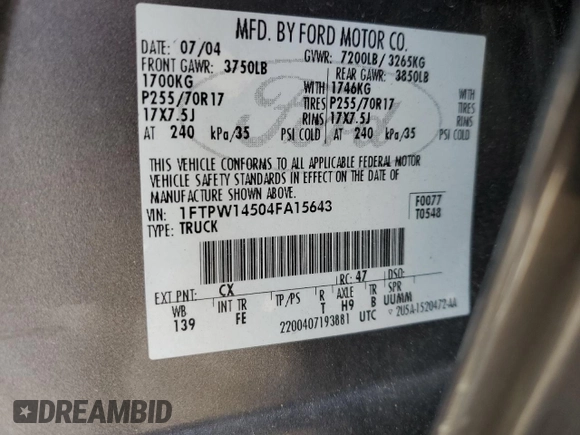 MFD. BY FORD MOTOR CO.
DATE: 07/04 GVWR: 7200LB/ 3265KG
FRONT GAWR: 3750LB REAR GAWR: 3850LB
1700KG WITH 1746KG WITH
P255/70R17 TIRES P255/70R17 TIRES
17X7.5J RIMS 17X7.5J RIMS
AT 240 kPa/35 PSI COLD AT 240 kPa/35 PSI COLD
THIS VEHICLE CONFORMS TO ALL APPLICABLE FEDERAL MOTOR
VEHICLE SAFETY STANDARDS IN EFFECT ON THE DATE OF
MANUFACTURE SHOWN ABOVE.
VIN: 1FTPW14504FA15643 F0077
TYPE: TRUCK T0548
Ford
EXT PNT: CX RC: 47 DSO:
WB INT TR TP/PS R AXLE TR SPR
139 FE T H9 B UUMM
2200407193881 UTC 2U5A-1520472-AA
DREAMBID